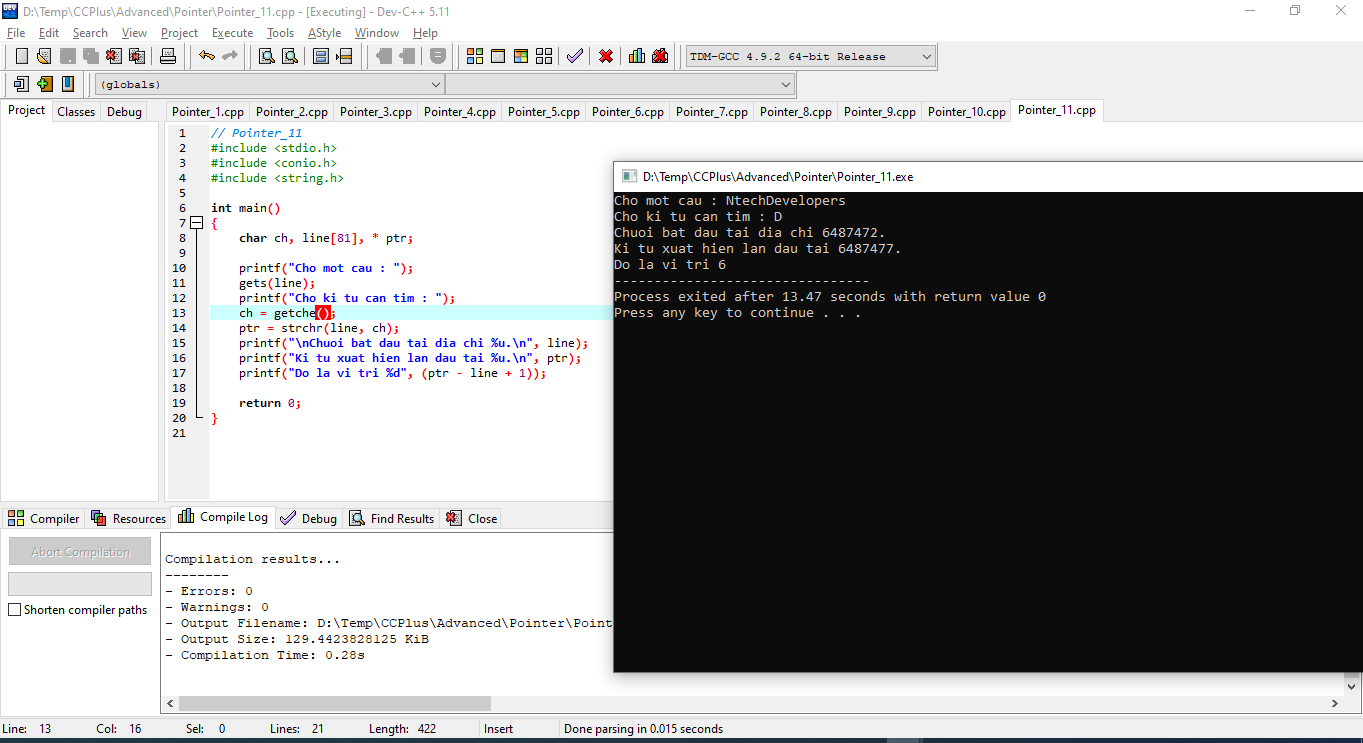 D:\Temp\CCPlus\Advanced\Pointer\Pointer_11.cpp - [Executing] - Dev-C++ 5.11
File Edit Search View Project Execute Tools AStyle Window Help
TDM-GCC 4.9.2 64-bit Release
(globals)
Project Classes Debug Pointer_1.cpp Pointer_2.cpp Pointer_3.cpp Pointer_4.cpp Pointer_5.cpp Pointer_6.cpp Pointer_7.cpp Pointer_8.cpp Pointer_9.cpp Pointer_10.cpp Pointer_11.cpp
1 // Pointer_11
2 #include <stdio.h>
3 #include <conio.h>
4 #include <string.h>
5
6 int main()
7 {
8 char ch, line[81], * ptr;
9
10 printf("Cho mot cau : ");
11 gets(line);
12 printf("Cho ki tu can tim : ");
13 ch = getche();
14 ptr = strchr(line, ch);
15 printf("\nChuoi bat dau tai dia chi %u.\n", line);
16 printf("Ki tu xuat hien lan dau tai %u.\n", ptr);
17 printf("Do la vi tri %d", (ptr - line + 1));
18
19 return 0;
20 }
21
D:\Temp\CCPlus\Advanced\Pointer\Pointer_11.exe
Cho mot cau : NtechDevelopers
Cho ki tu can tim : D
Chuoi bat dau tai dia chi 6487472.
Ki tu xuat hien lan dau tai 6487477.
Do la vi tri 6
--------------------------------
Process exited after 13.47 seconds with return value 0
Press any key to continue . . .
Compiler Resources Compile Log Debug Find Results Close
Abort Compilation
Shorten compiler paths
Compilation results...
--------
- Errors: 0
- Warnings: 0
- Output Filename: D:\Temp\CCPlus\Advanced\Pointer\Point
- Output Size: 129.4423828125 KiB
- Compilation Time: 0.28s
Line: 13 Col: 16 Sel: 0 Lines: 21 Length: 422 Insert Done parsing in 0.015 seconds